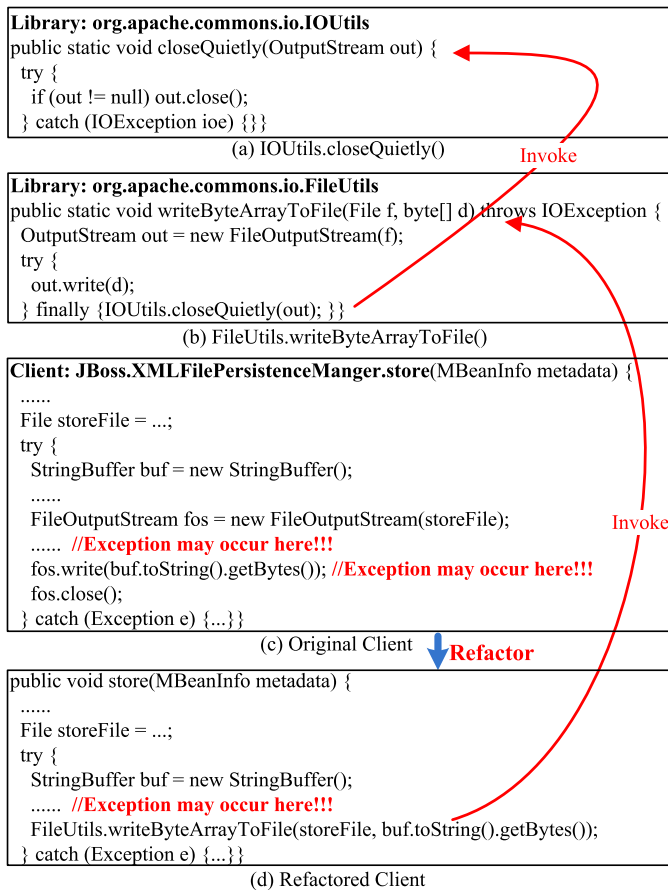 Library: org.apache.commons.io.IOUtils
public static void closeQuietly(OutputStream out) {
try {
if (out != null) out.close();
} catch (IOException ioe) {}}
(a) IOUtils.closeQuietly()
Invoke
Library: org.apache.commons.io.FileUtils
public static void writeByteArrayToFile(File f, byte[] d) throws IOException {
OutputStream out = new FileOutputStream(f);
try {
out.write(d);
} finally {IOUtils.closeQuietly(out); }}
(b) FileUtils.writeByteArrayToFile()
Client: JBoss.XMLFilePersistenceManger.store(MBeanInfo metadata) {
......
File storeFile = ...;
try {
StringBuffer buf = new StringBuffer();
......
FileOutputStream fos = new FileOutputStream(storeFile);
Invoke
...... //Exception may occur here!!!
fos.write(buf.toString().getBytes()); //Exception may occur here!!!
fos.close();
} catch (Exception e) {...}}
(c) Original Client
Refactor
public void store(MBeanInfo metadata) {
......
File storeFile = ...;
try {
StringBuffer buf = new StringBuffer();
...... //Exception may occur here!!!
FileUtils.writeByteArrayToFile(storeFile, buf.toString().getBytes());
} catch (Exception e) {...}}
(d) Refactored Client